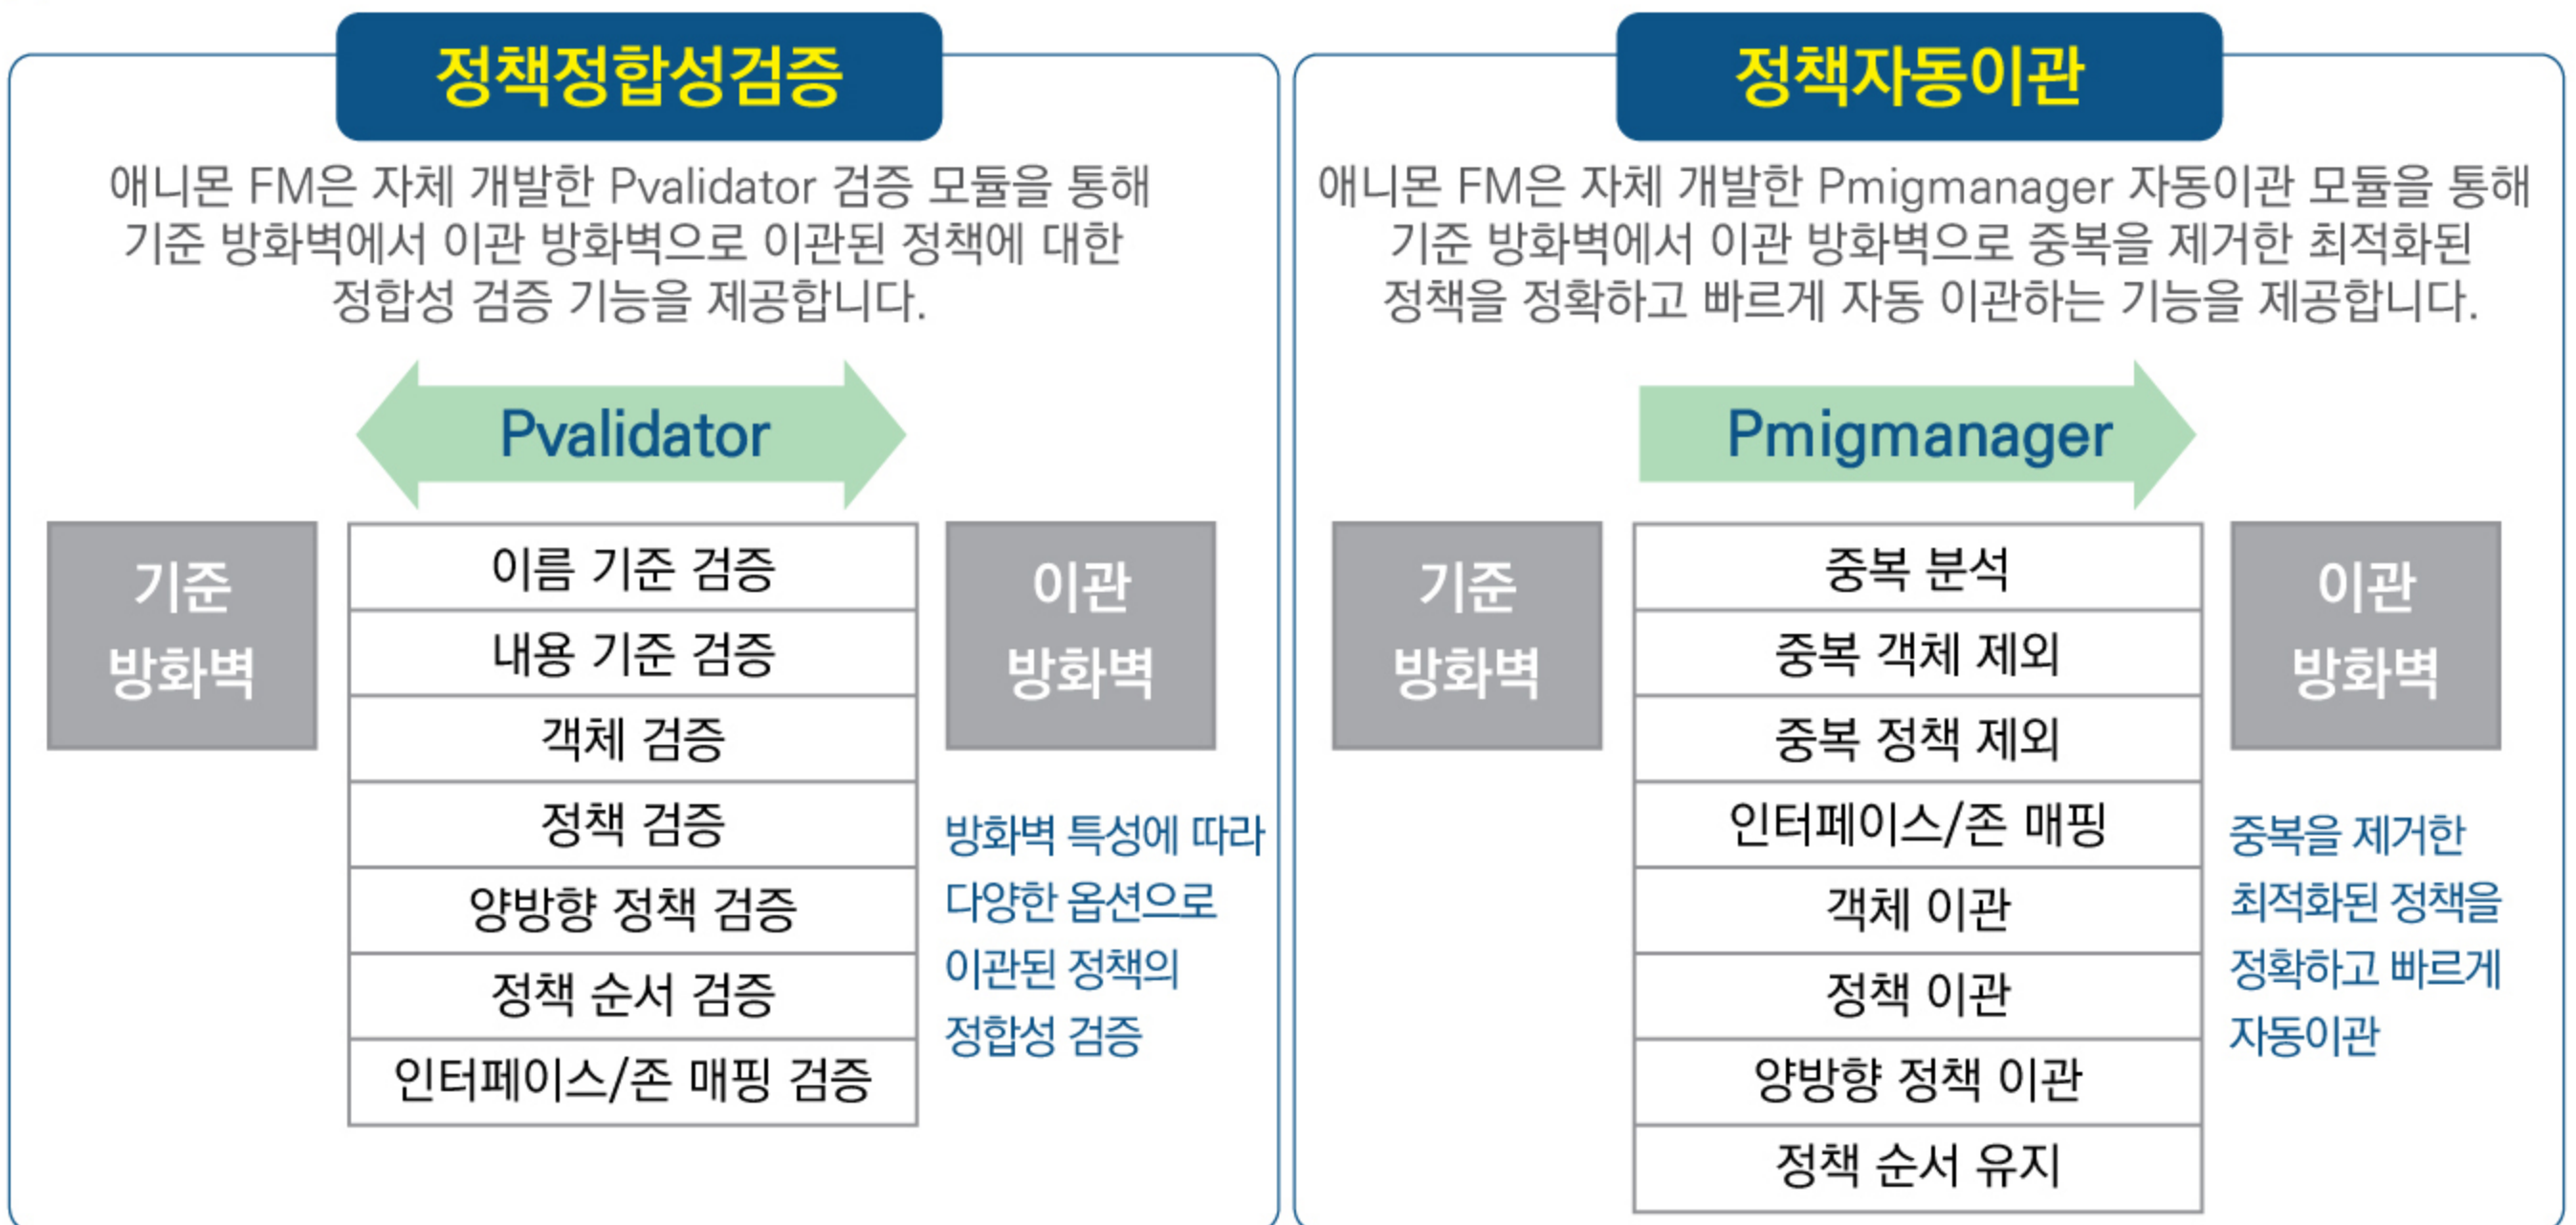 정책정합성검증
애니몬 FM은 자체 개발한 Pvalidator 검증 모듈을 통해
기준 방화벽에서 이관 방화벽으로 이관된 정책에 대한
정합성 검증 기능을 제공합니다.
Pvalidator
기준
방화벽
이름 기준 검증
내용 기준 검증
객체 검증
정책 검증
양방향 정책 검증
정책 순서 검증
인터페이스/존 매핑 검증
이관
방화벽
방화벽 특성에 따라
다양한 옵션으로
이관된 정책의
정합성 검증
정책자동이관
애니몬 FM은 자체 개발한 Pmigmanager 자동이관 모듈을 통해
기준 방화벽에서 이관 방화벽으로 중복을 제거한 최적화된
정책을 정확하고 빠르게 자동 이관하는 기능을 제공합니다.
Pmigmanager
기준
방화벽
중복 분석
중복 객체 제외
중복 정책 제외
인터페이스/존 매핑
객체 이관
정책 이관
양방향 정책 이관
정책 순서 유지
이관
방화벽
중복을 제거한
최적화된 정책을
정확하고 빠르게
자동이관